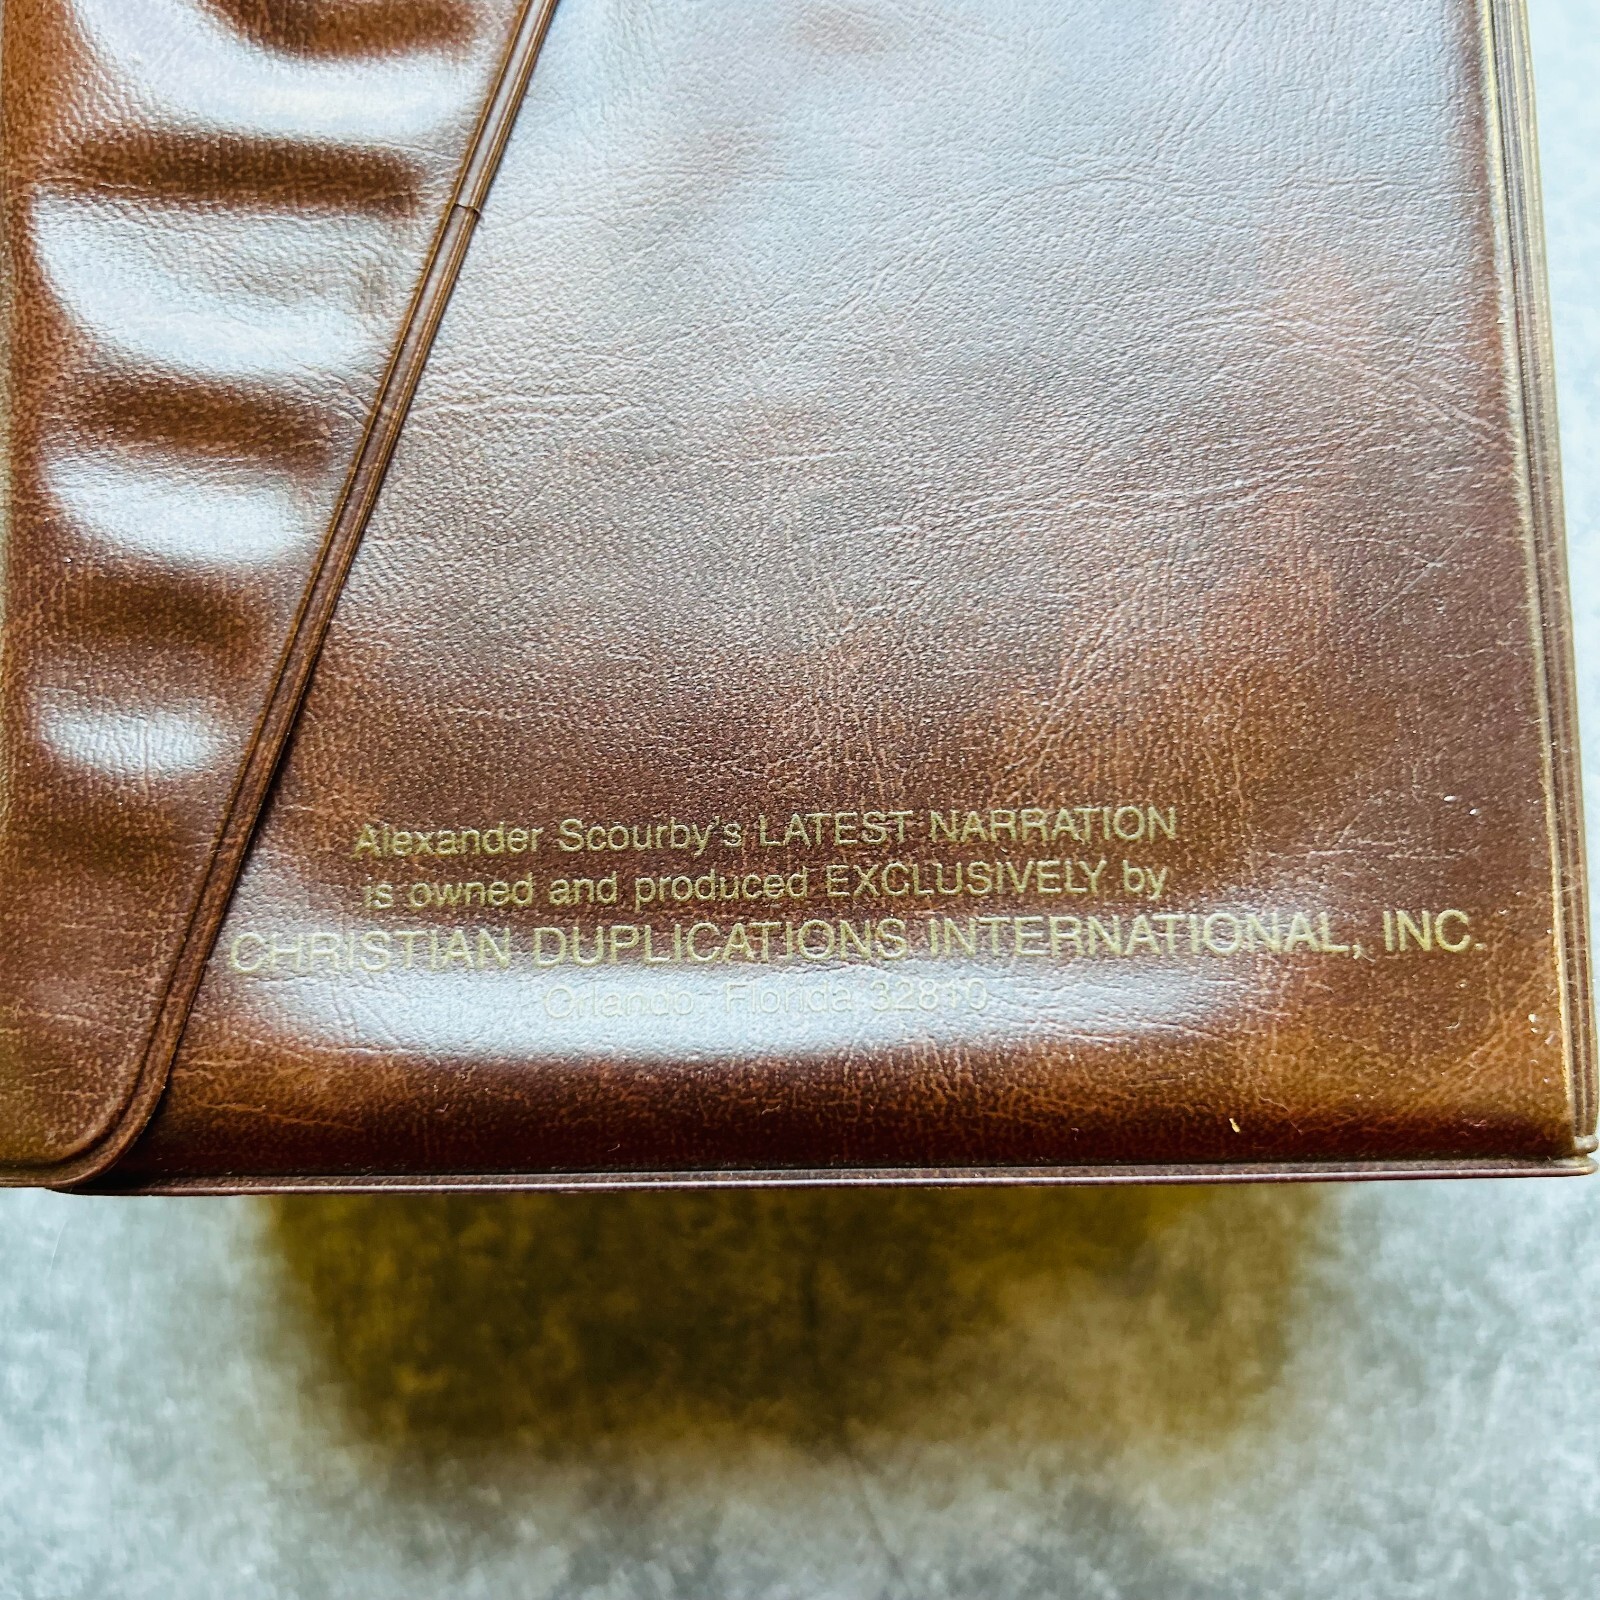 Alexander Scourby's LATEST NARRATION
is owned and produced EXCLUSIVELY by
CHRISTIAN DUPLICATIONS INTERNATIONAL, INC.
Orlando Florida 32810